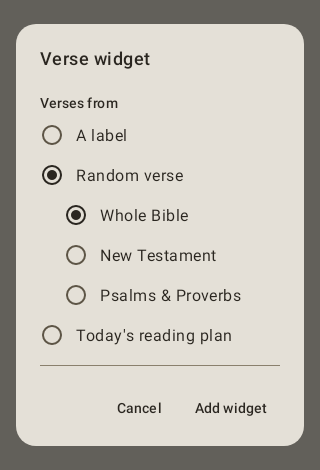 Verse widget
Verses from
A label
Random verse
Whole Bible
New Testament
Psalms & Proverbs
Today's reading plan
Cancel Add widget